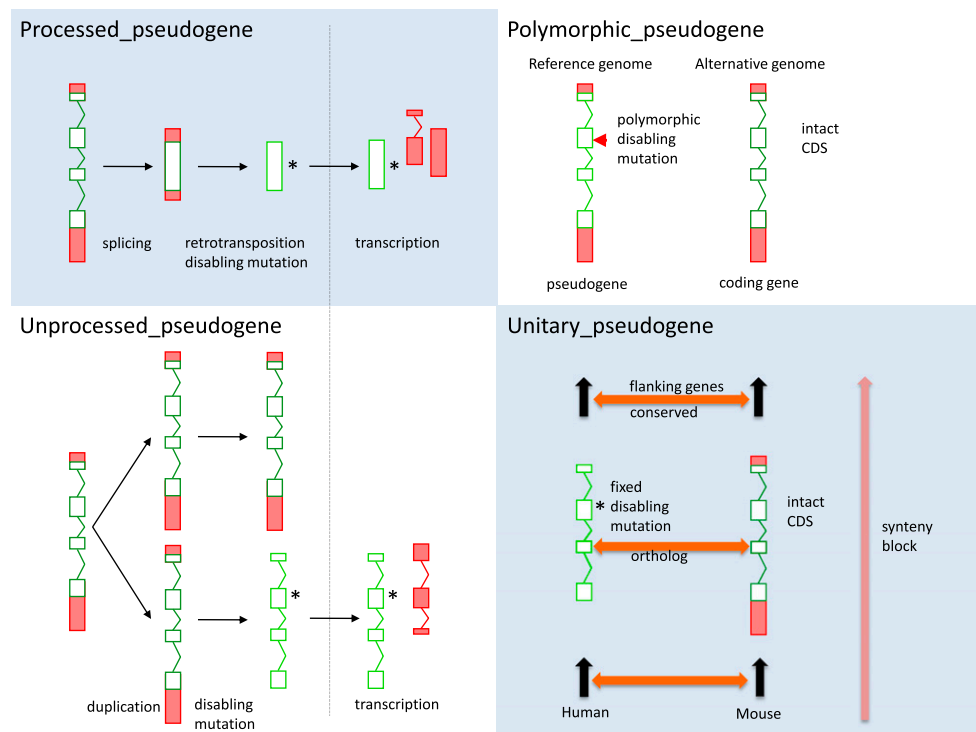 Processed_pseudogene
*
*
splicing
retrotransposition
disabling mutation
transcription
Polymorphic_pseudogene
Reference genome
Alternative genome
polymorphic
disabling
mutation
intact
CDS
pseudogene
coding gene
Unprocessed_pseudogene
*
*
duplication
disabling
mutation
transcription
Unitary_pseudogene
flanking genes
conserved
fixed
* disabling
mutation
intact
CDS
ortholog
synteny
block
Human
Mouse